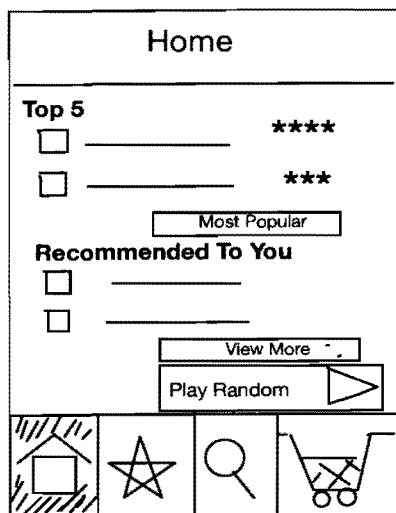 Home
Top 5
****
***
Most Popular
Recommended To You
View More
Play Random